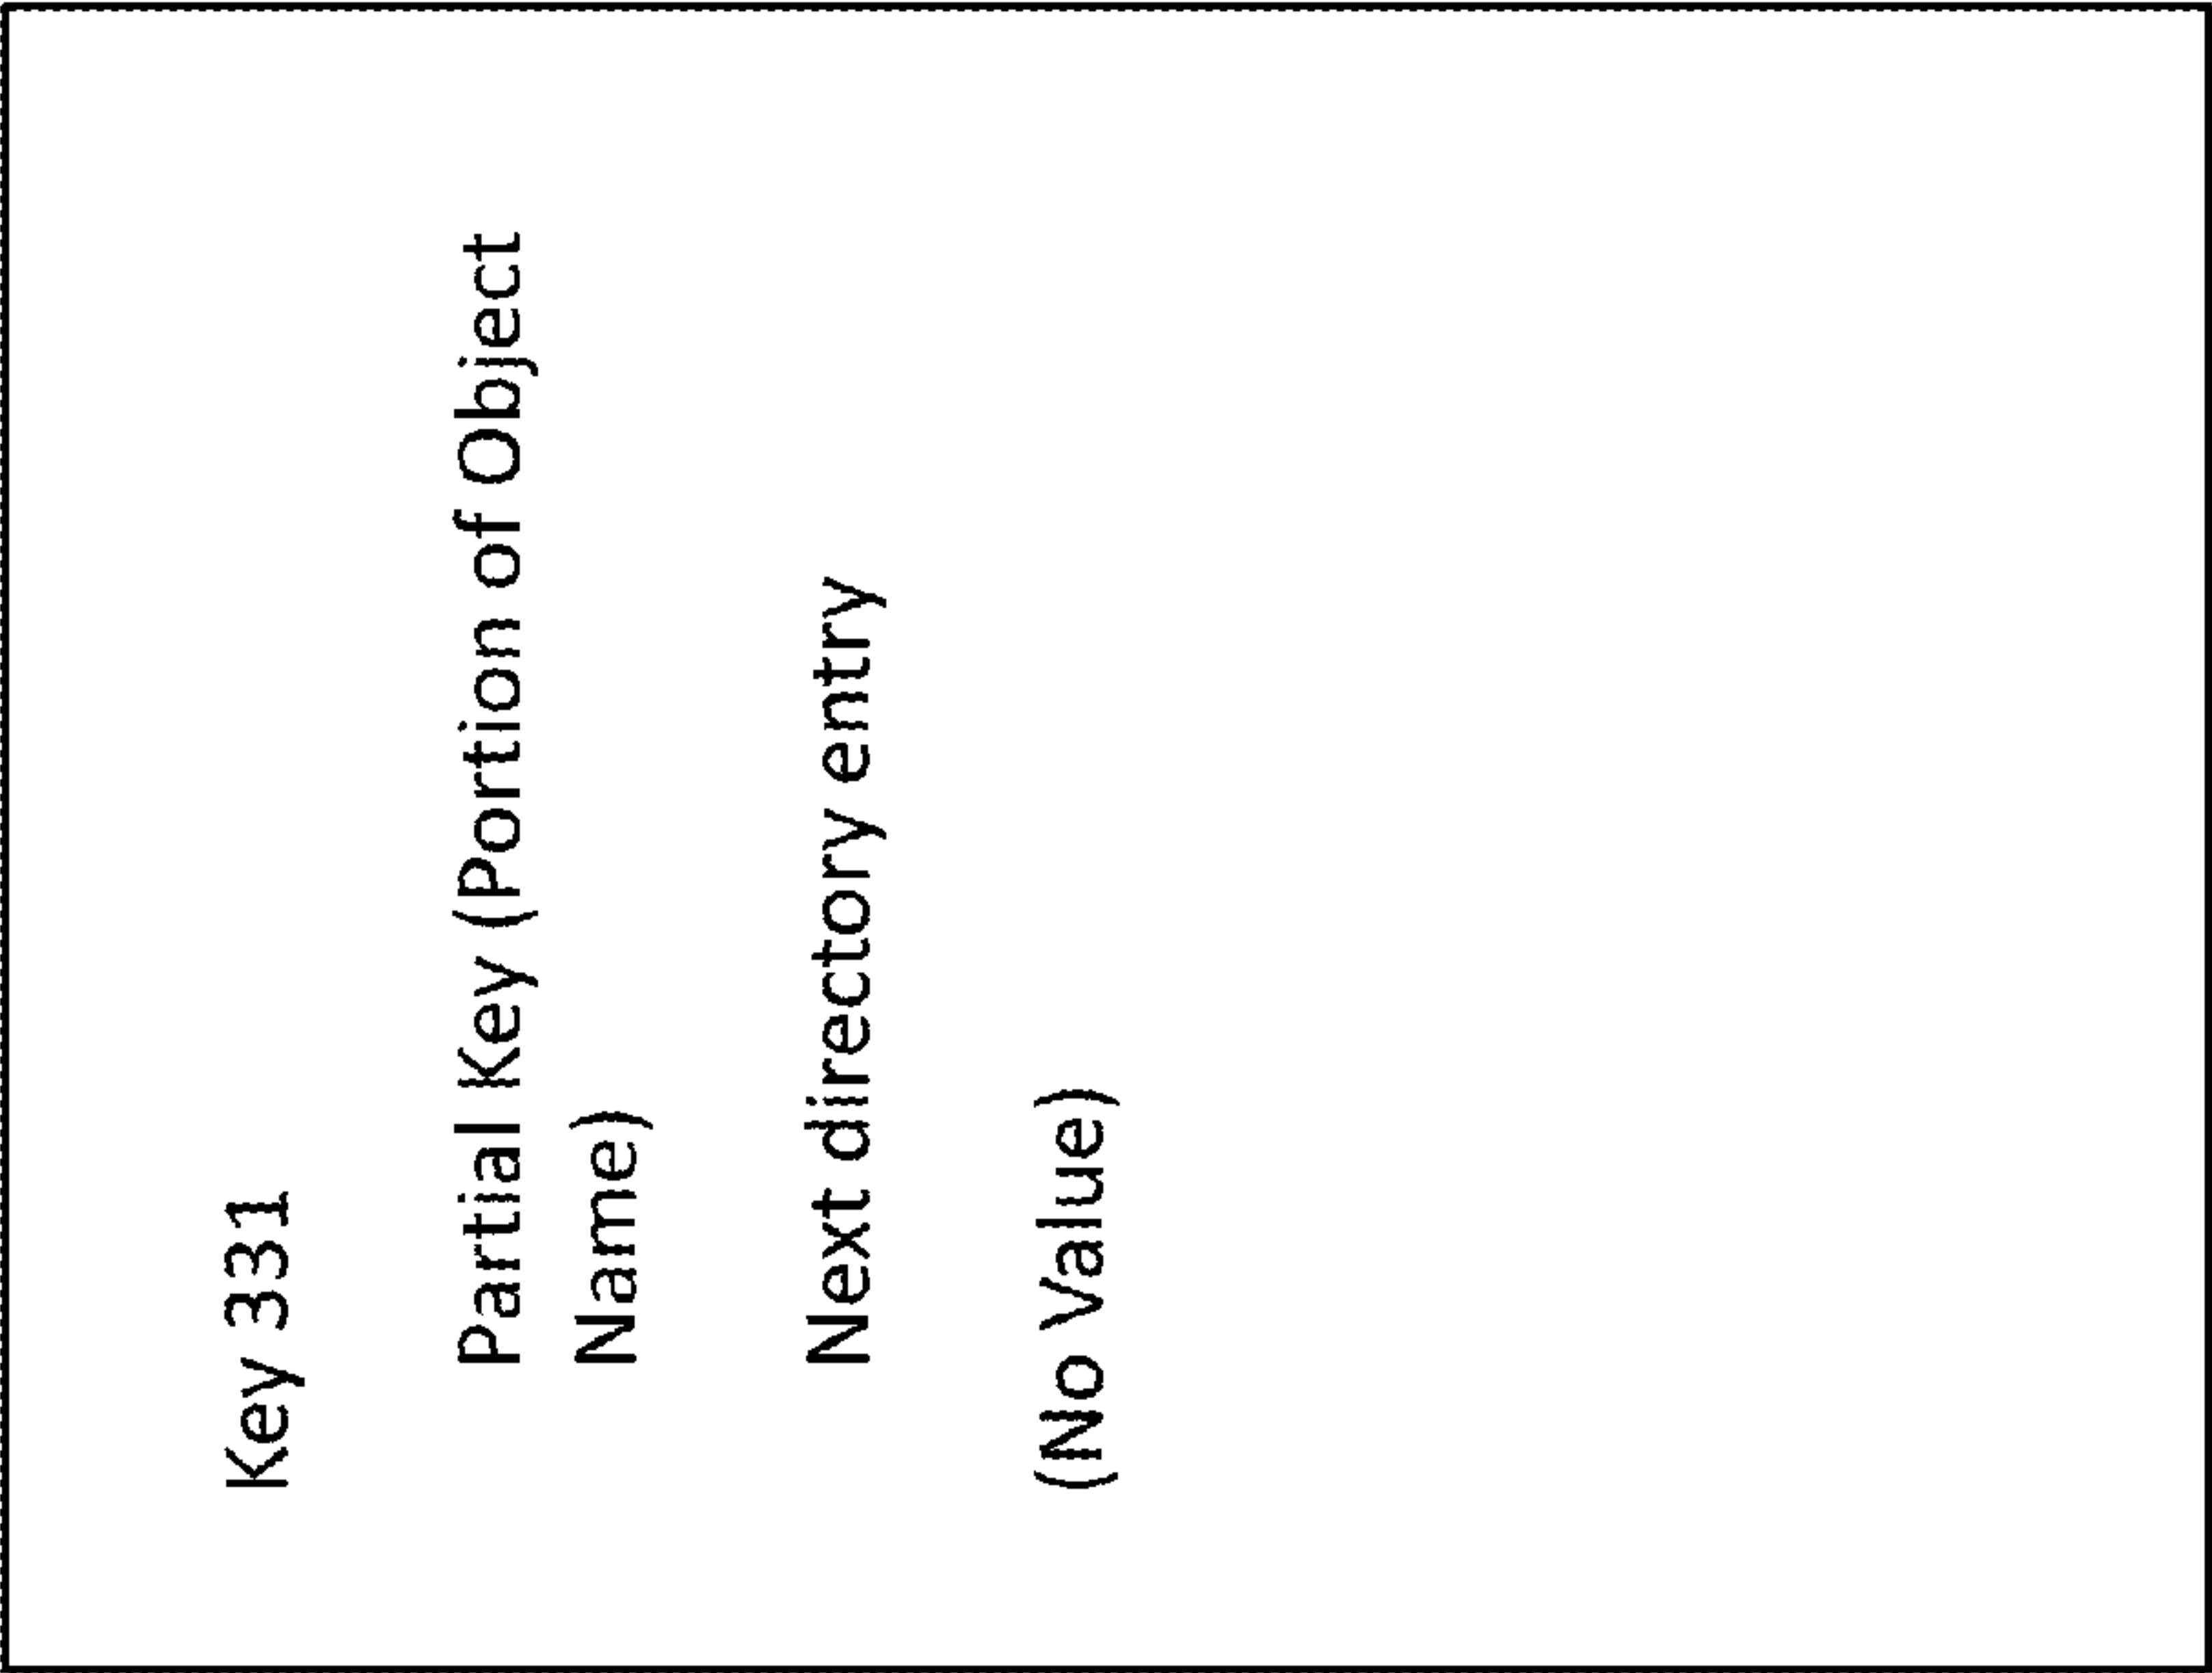 Key 331
Partial Key (Portion of Object
Name)
Next directory entry
(No Value)